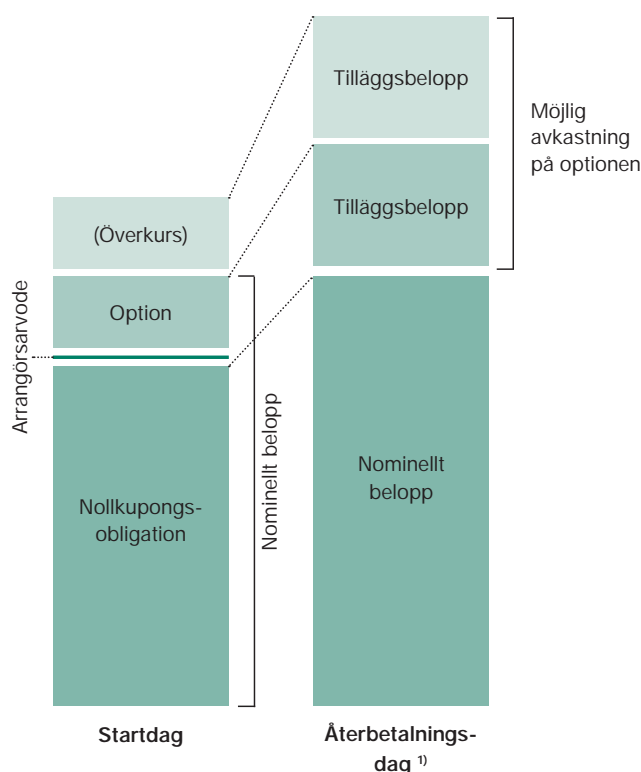 Tilläggsbelopp
Möjlig
avkastning
på optionen
Tilläggsbelopp
(Överkurs)
Option
Arrangörsarvode
Nominellt belopp
Nollkupongs-
obligation
Nominellt
belopp
Startdag
Återbetalnings-
dag 1)